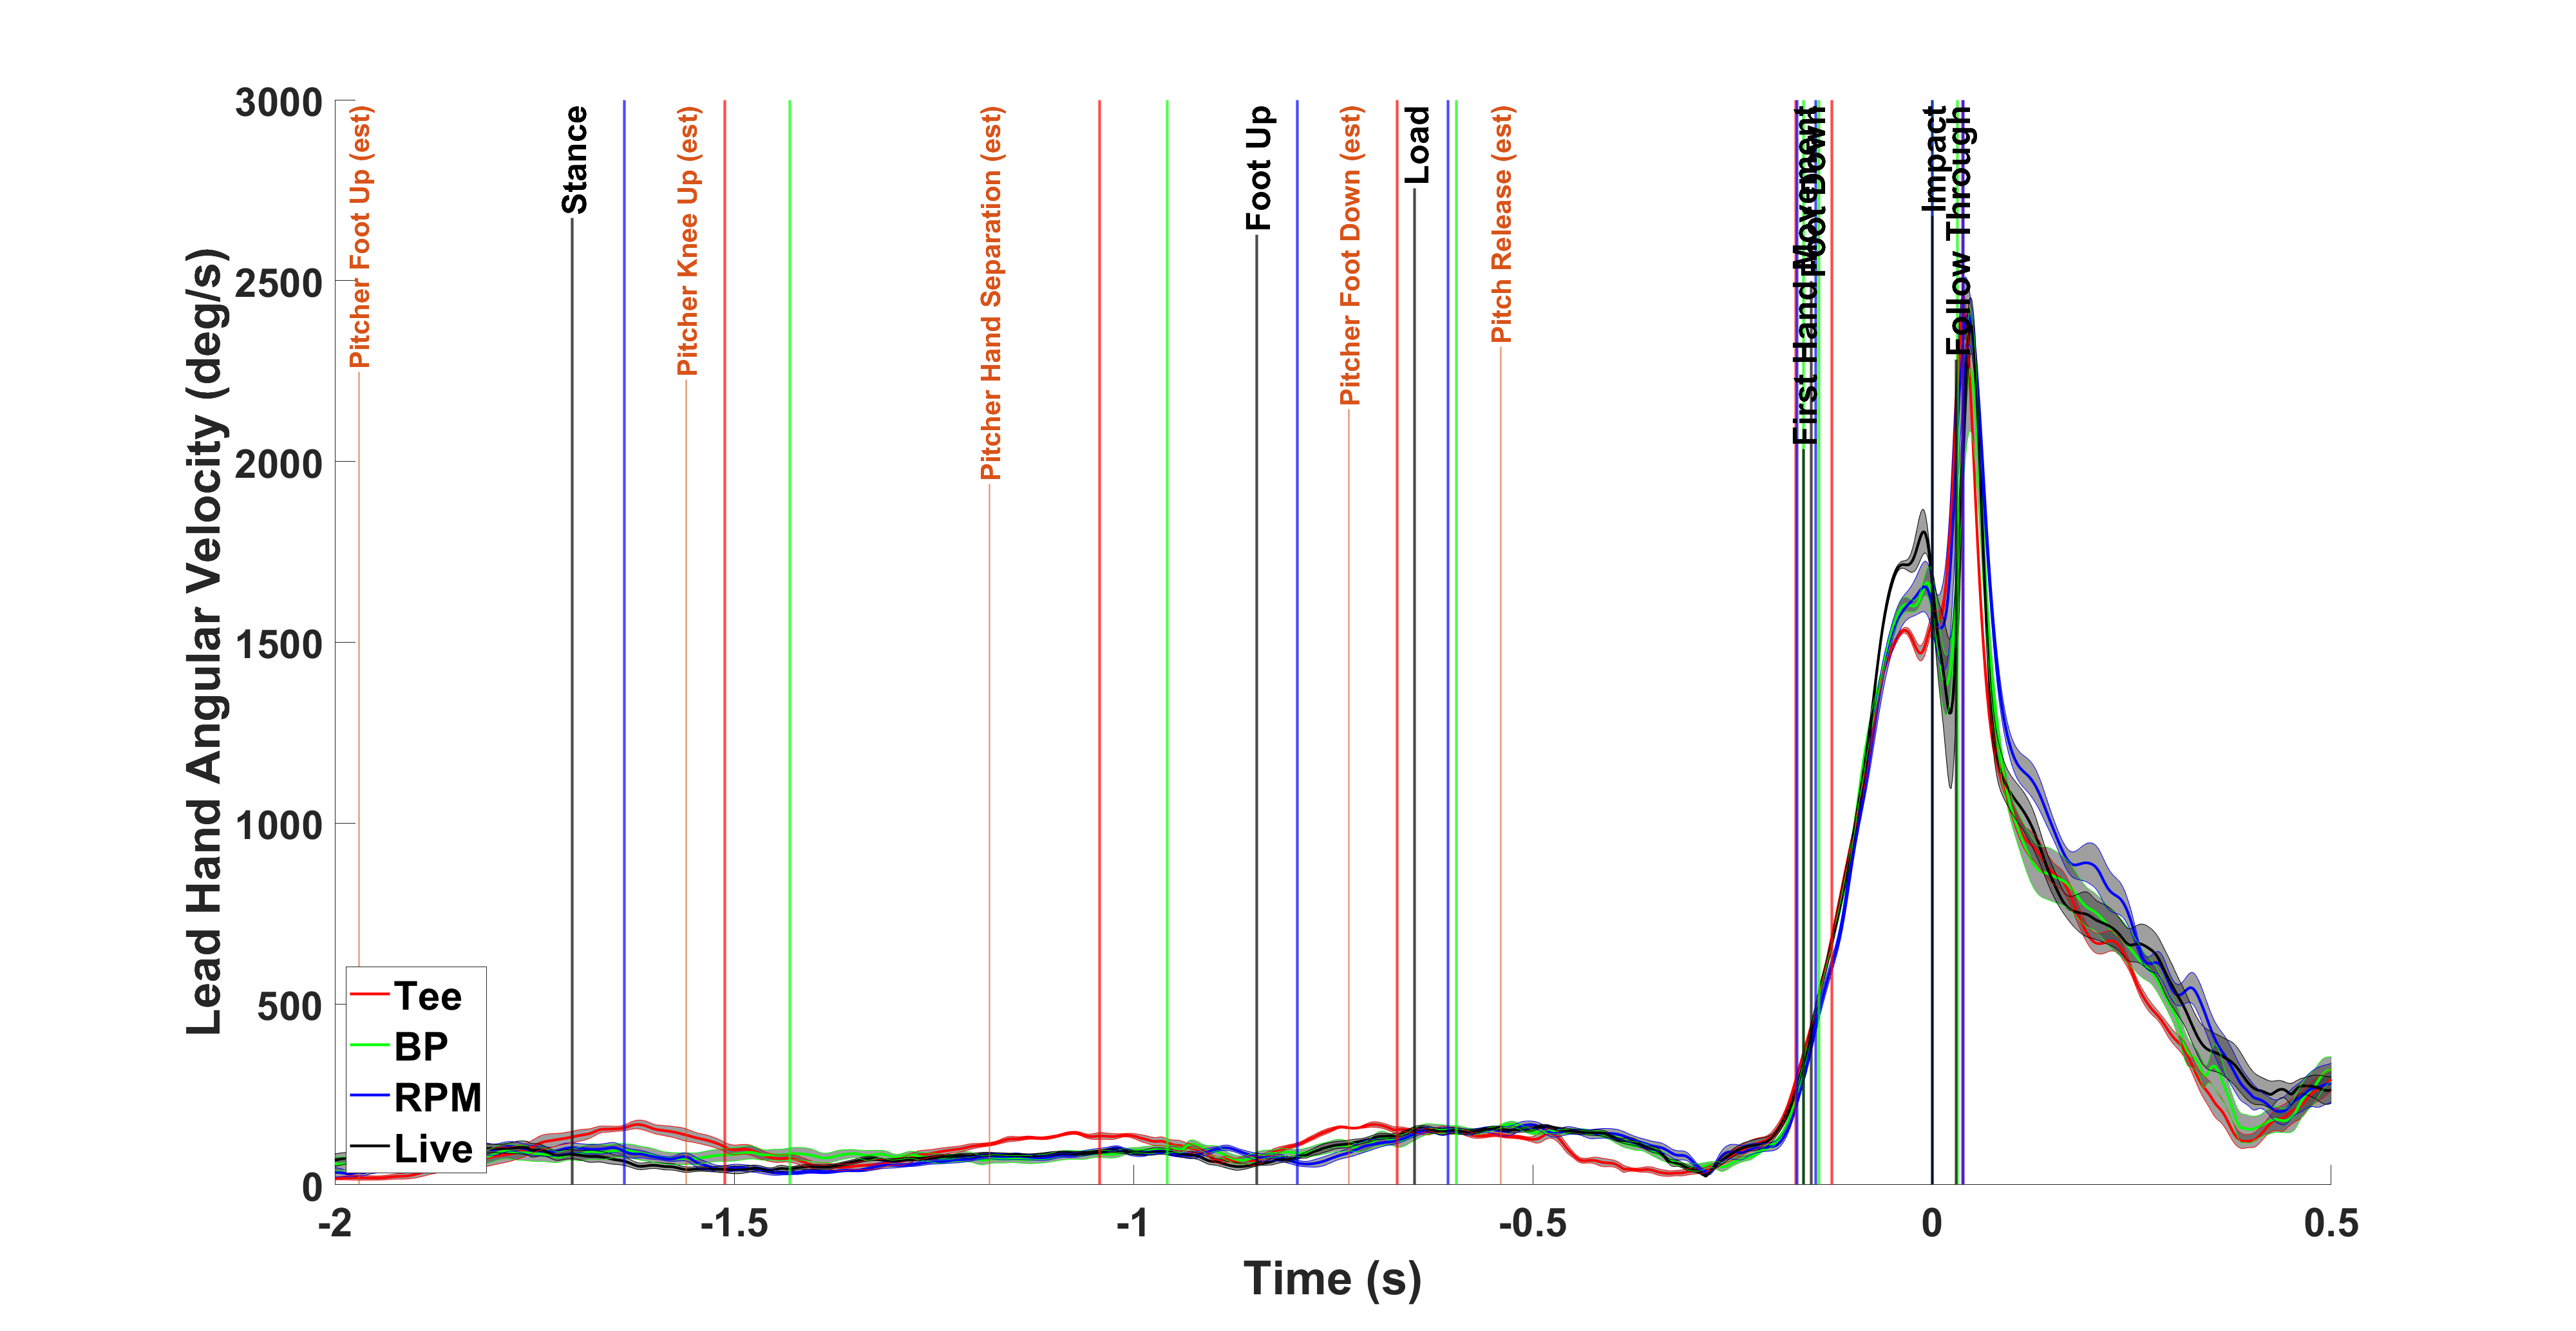 Lead Hand Angular Velocity (deg/s)
3000
2500
2000
1500
1000
500
0
Pitcher Foot Up (est)
Stance
Pitcher Knee Up (est)
Pitcher Hand Separation (est)
Foot Up
Pitcher Foot Down (est)
Load
Pitch Release (est)
First Hand Movement
Foot Down
Impact
Follow Through
Tee
BP
RPM
Live
-2
-1.5
-1
-0.5
0
0.5
Time (s)